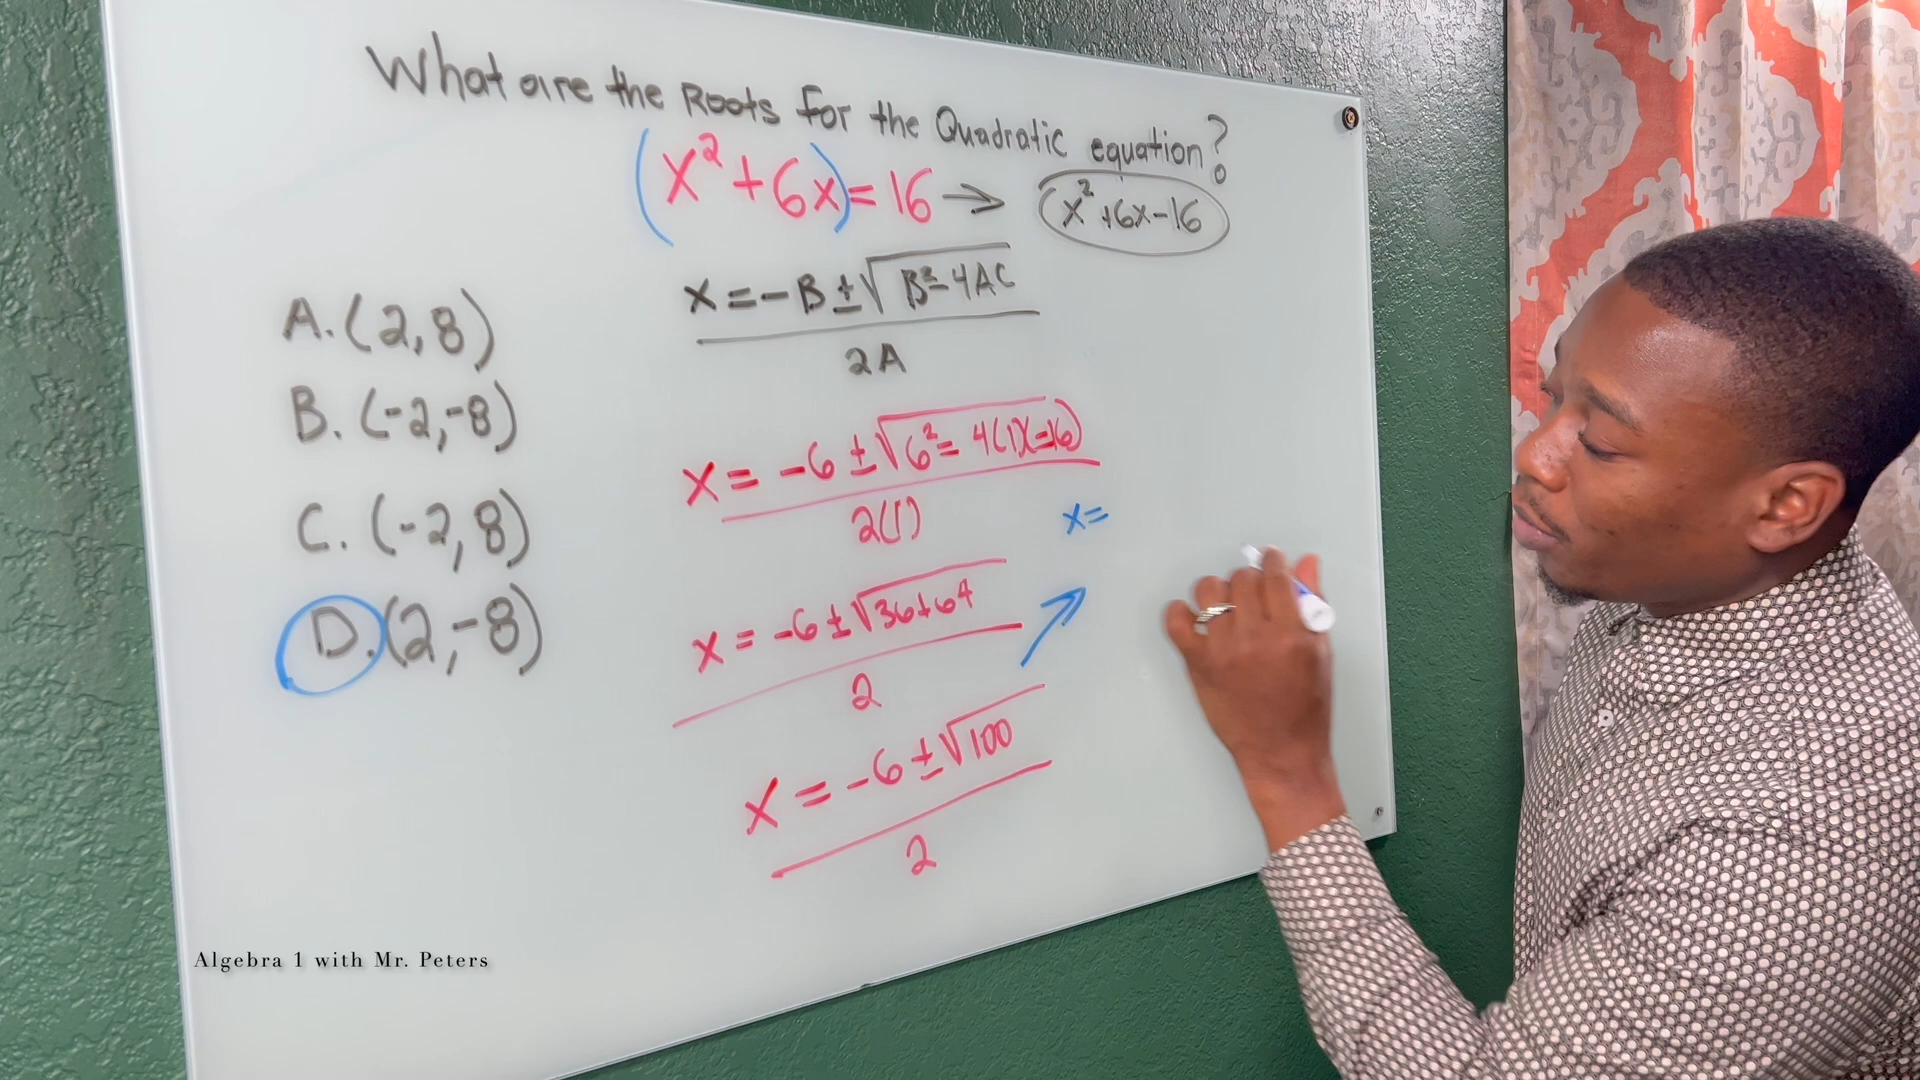 What are the Roots for the Quadratic equation?
(x²+6x)=16 → x²+6x-16
A. (2,8)
B. (-2,-8)
C. (-2,8)
D. (2,-8)
x = -B ± √B²-4AC
2A
x = -6 ± √6²-4(1)(-16)
2(1)
x=
x = -6 ± √36+64
2
x = -6 ± √100
2
Algebra 1 with Mr. Peters